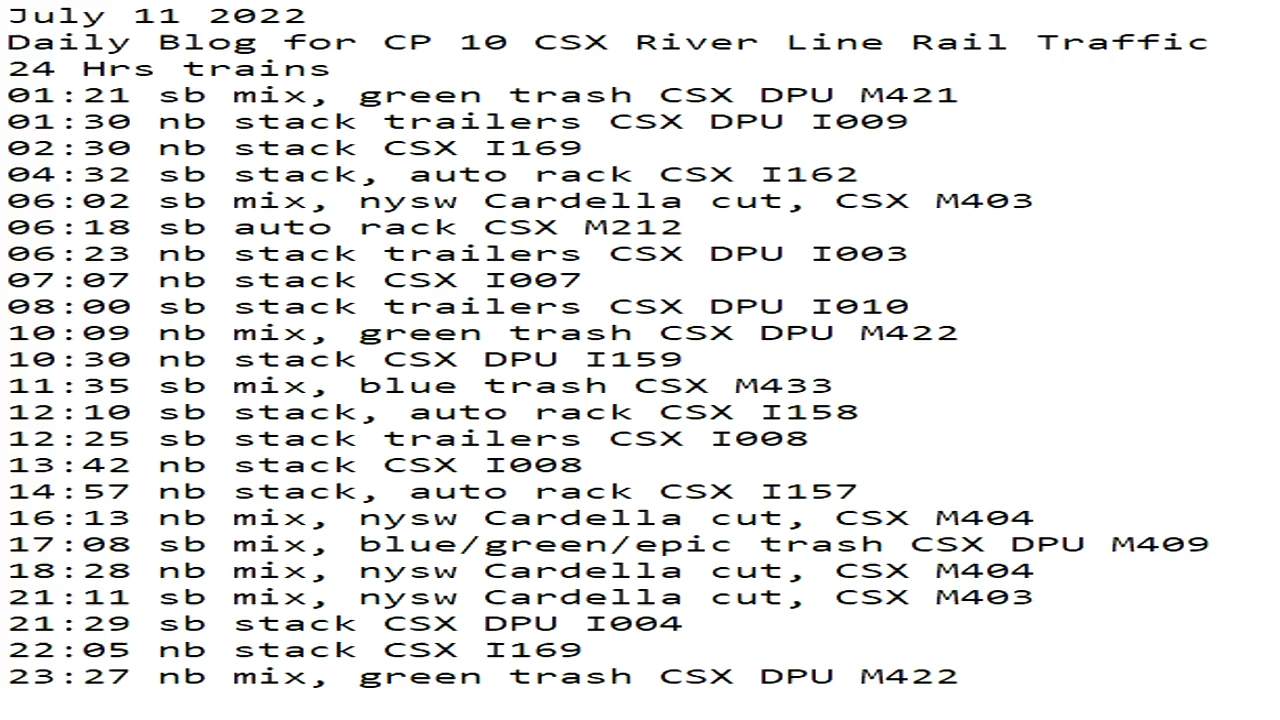 July 11 2022
Daily Blog for CP 10 CSX River Line Rail Traffic
24 Hrs trains
01:21 sb mix, green trash CSX DPU M421
01:30 nb stack trailers CSX DPU I009
02:30 nb stack CSX I169
04:32 sb stack, auto rack CSX I162
06:02 sb mix, nysw Cardella cut, CSX M403
06:18 sb auto rack CSX M212
06:23 nb stack trailers CSX DPU I003
07:07 nb stack CSX I007
08:00 sb stack trailers CSX DPU I010
10:09 nb mix, green trash CSX DPU M422
10:30 nb stack CSX DPU I159
11:35 sb mix, blue trash CSX M433
12:10 sb stack, auto rack CSX I158
12:25 sb stack trailers CSX I008
13:42 nb stack CSX I008
14:57 nb stack, auto rack CSX I157
16:13 nb mix, nysw Cardella cut, CSX M404
17:08 sb mix, blue/green/epic trash CSX DPU M409
18:28 nb mix, nysw Cardella cut, CSX M404
21:11 sb mix, nysw Cardella cut, CSX M403
21:29 sb stack CSX DPU I004
22:05 nb stack CSX I169
23:27 nb mix, green trash CSX DPU M422